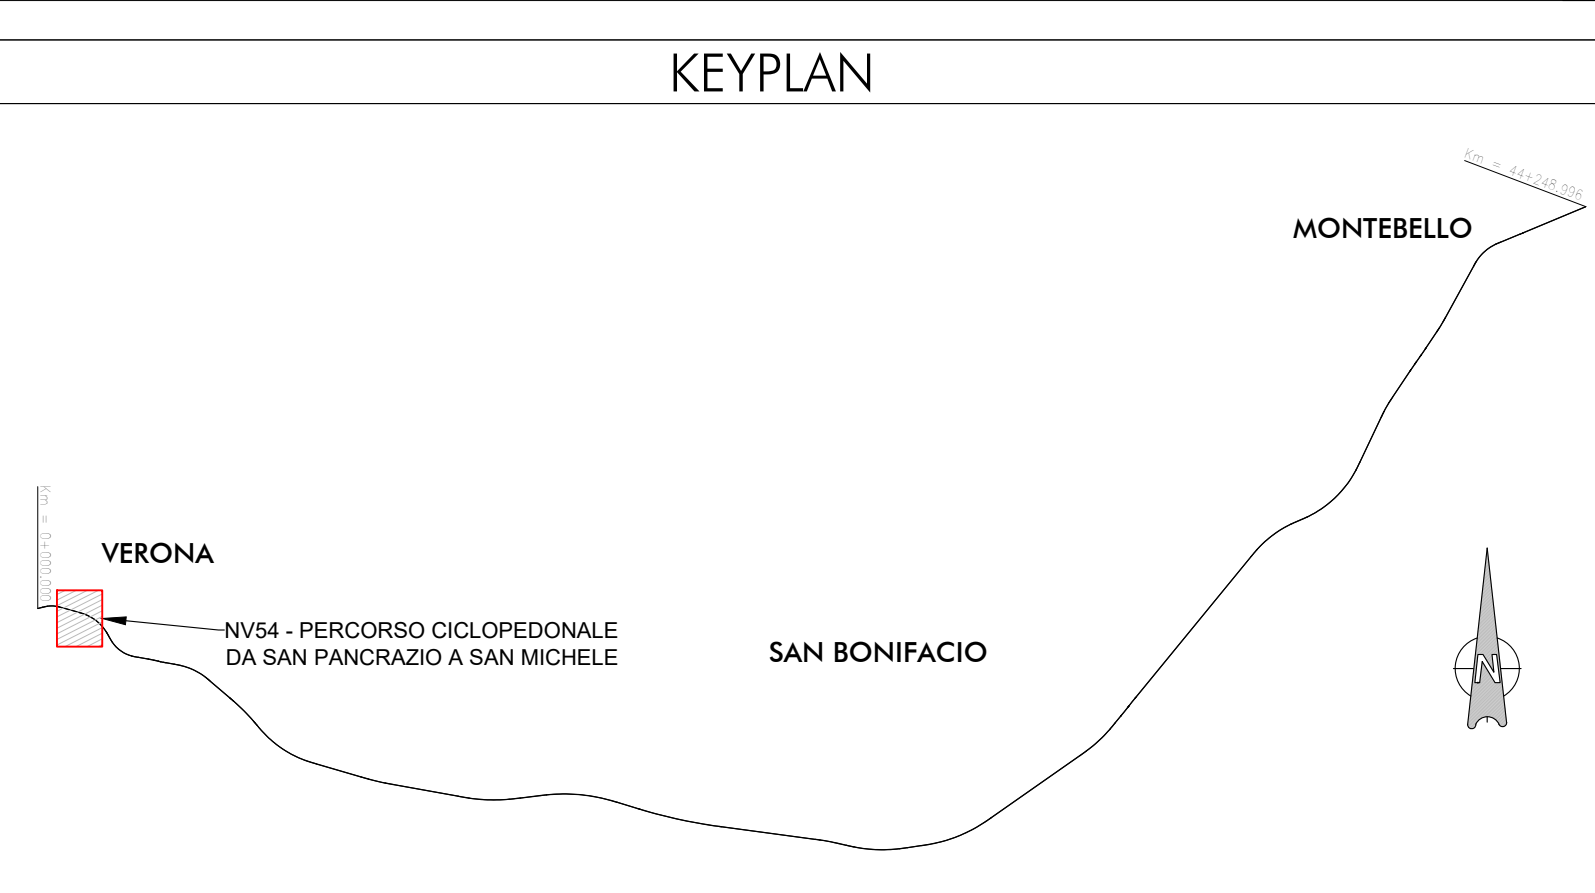 KEYPLAN
Km = 44+248.996
MONTEBELLO
Km = 0+000.000
VERONA
NV54 - PERCORSO CICLOPEDONALE
DA SAN PANCRAZIO A SAN MICHELE
SAN BONIFACIO
N